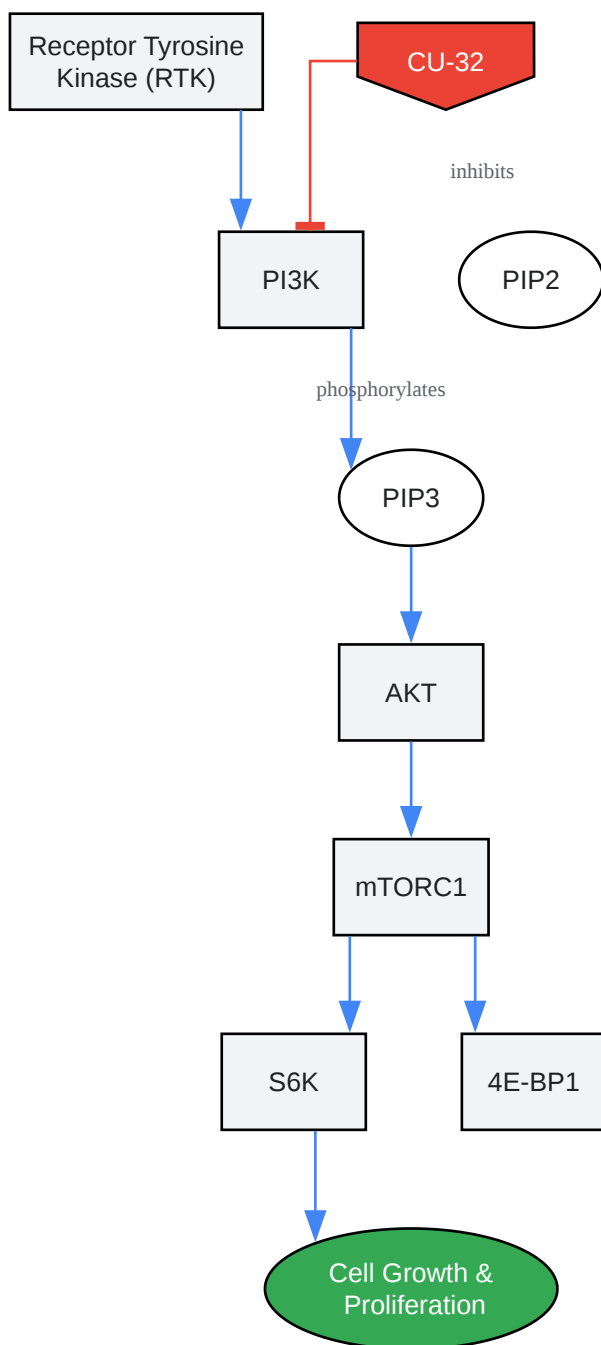 Receptor Tyrosine
Kinase (RTK)
CU-32
inhibits
PI3K
PIP2
phosphorylates
PIP3
AKT
mTORC1
S6K
4E-BP1
Cell Growth &
Proliferation